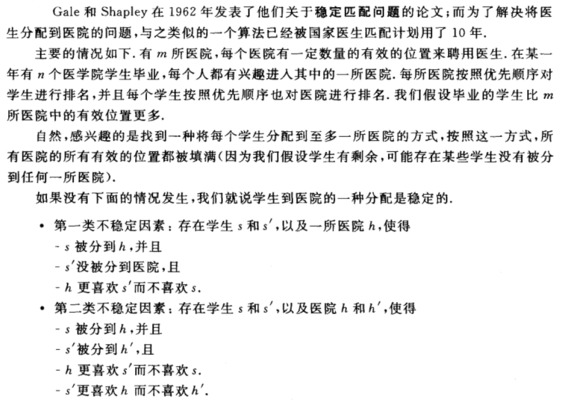 Gale 和 Shapley 在 1962 年发表了他们关于稳定匹配问题的论文;而为了解决将医
生分配到医院的问题,与之类似的一个算法已经被国家医生匹配计划用了 10 年.
主要的情况如下.有 m 所医院,每个医院有一定数量的有效的位置来聘用医生.在某一
年有 n 个医学院学生毕业,每个人都有兴趣进入其中的一所医院.每所医院按照优先顺序对
学生进行排名,并且每个学生按照优先顺序也对医院进行排名.我们假设毕业的学生比 m
所医院中的有效位置更多.
自然,感兴趣的是找到一种将每个学生分配到至多一所医院的方式,按照这一方式,所
有医院的所有有效的位置都被填满(因为我们假设学生有剩余,可能存在某些学生没有被分
到任何一所医院).
如果没有下面的情况发生,我们就说学生到医院的一种分配是稳定的.
• 第一类不稳定因素:存在学生 s 和 s′,以及一所医院 h,使得
- s 被分到 h,并且
- s′没被分到医院,且
- h 更喜欢 s′而不喜欢 s.
• 第二类不稳定因素:存在学生 s 和 s′,以及医院 h 和 h′,使得
- s 被分到 h,并且
- s′被分到 h′,且
- h 更喜欢 s′而不喜欢 s.
- s′更喜欢 h 而不喜欢 h′.